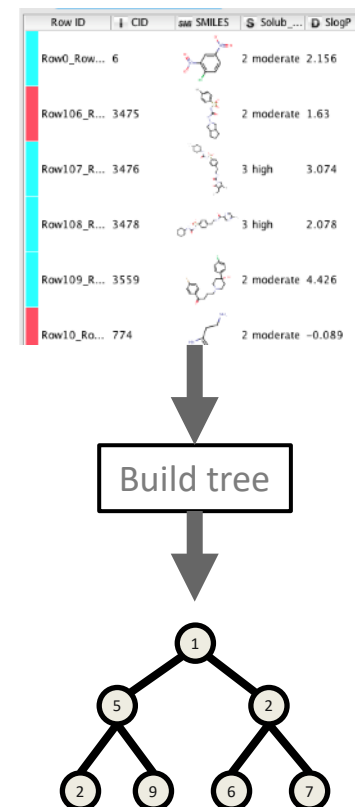 Row ID CID SMILES S Solub_... D SlogP
Row0_Row... 6 2 moderate 2.156
Row106_R... 3475 2 moderate 1.63
Row107_R... 3476 3 high 3.074
Row108_R... 3478 3 high 2.078
Row109_R... 3559 2 moderate 4.426
Row10_Ro... 774 2 moderate -0.089
Build tree
1
5 2
2 9 6 7